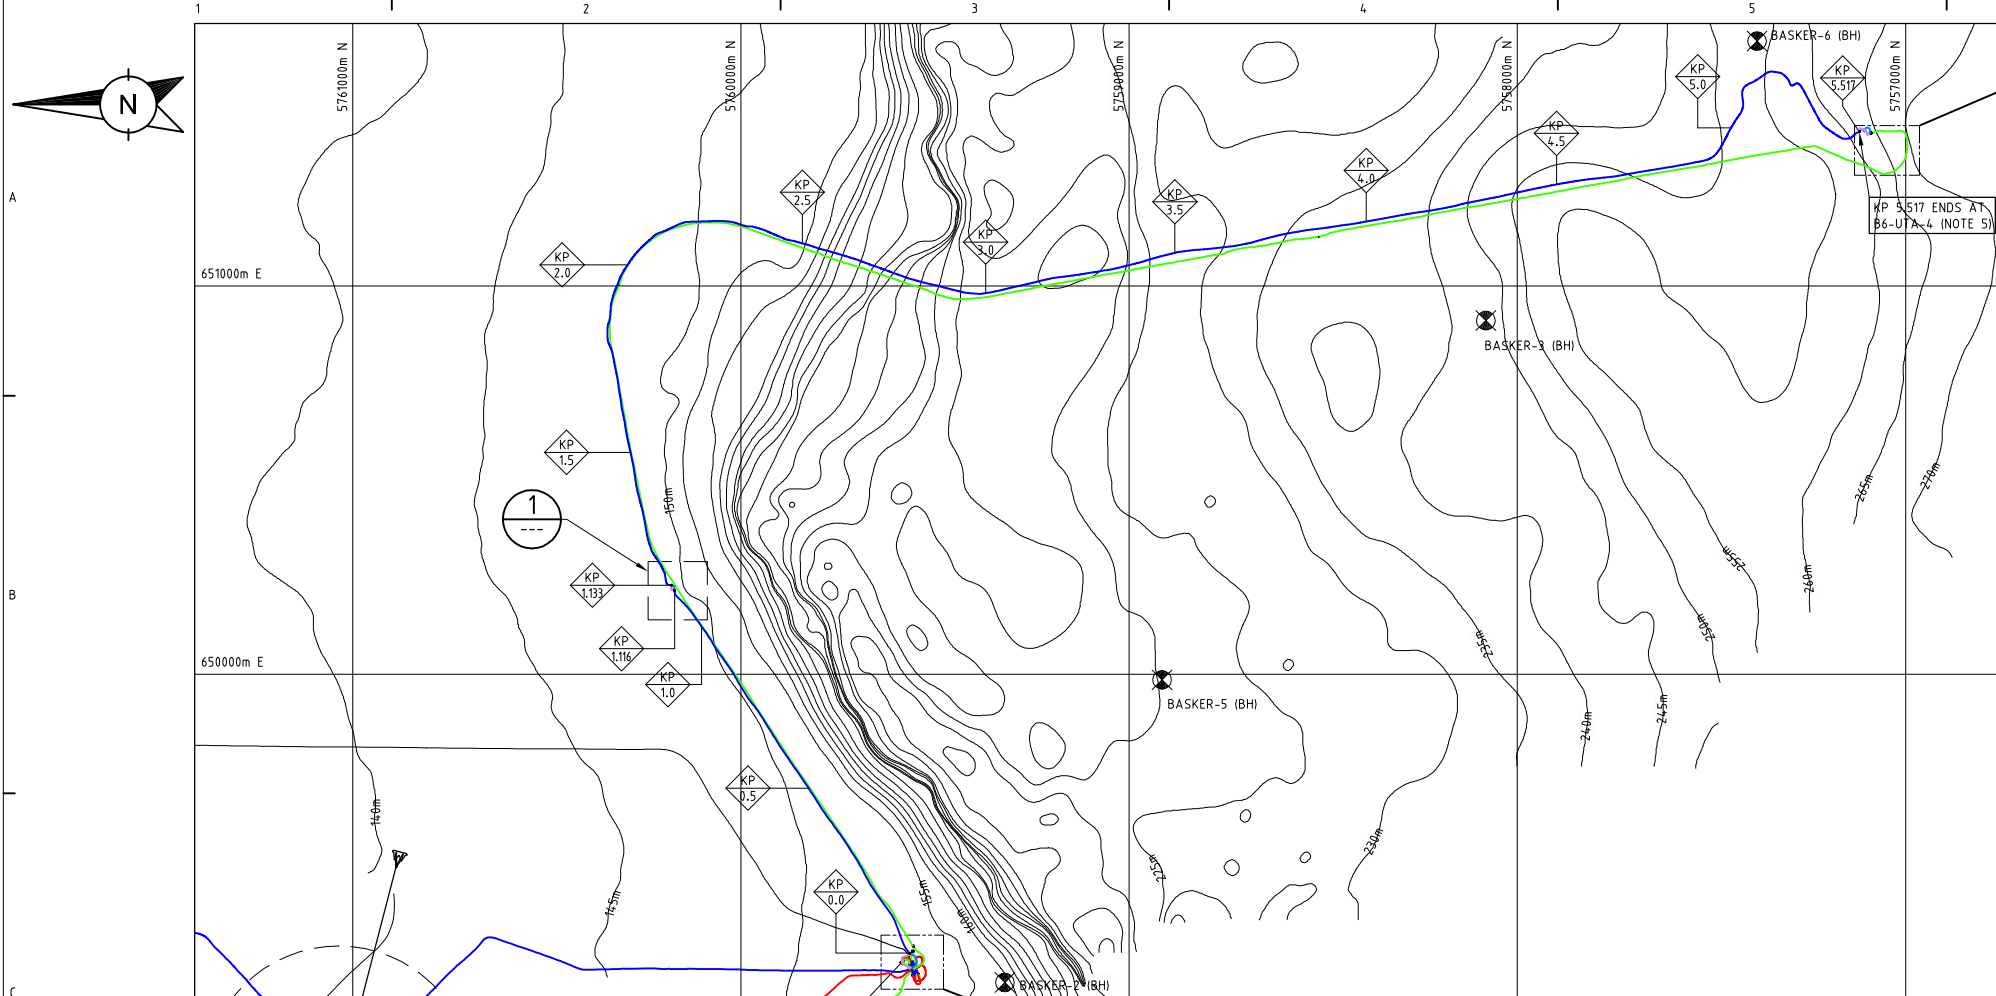 1
2
3
4
5
5761000m N
5760000m N
5759000m N
5758000m N
5757000m N
BASKER-6 (BH)
N
KP
5.0
KP
5.517
KP
4.5
KP
4.0
KP
2.5
KP
3.5
A
KP 5.517 ENDS AT
B6-UTA-4 (NOTE 5)
KP
3.0
KP
2.0
651000m E
BASKER-3 (BH)
KP
1.5
150m
265m
270m
1
---
255m
260m
KP
1.133
B
250m
235m
KP
1.116
650000m E
KP
1.0
BASKER-5 (BH)
245m
240m
KP
0.5
140m
230m
225m
KP
0.0
145m
155m
160m
BASKER-2 (BH)
C